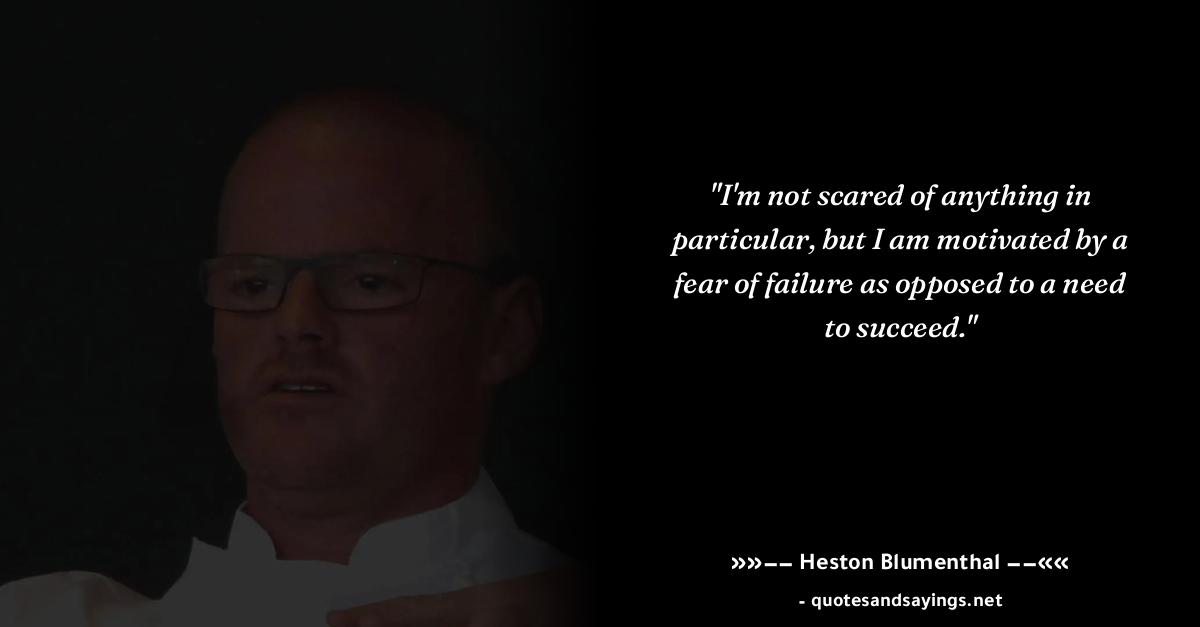 "I'm not scared of anything in
particular, but I am motivated by a
fear of failure as opposed to a need
to succeed."
»»−− Heston Blumenthal −−««
- quotesandsayings.net